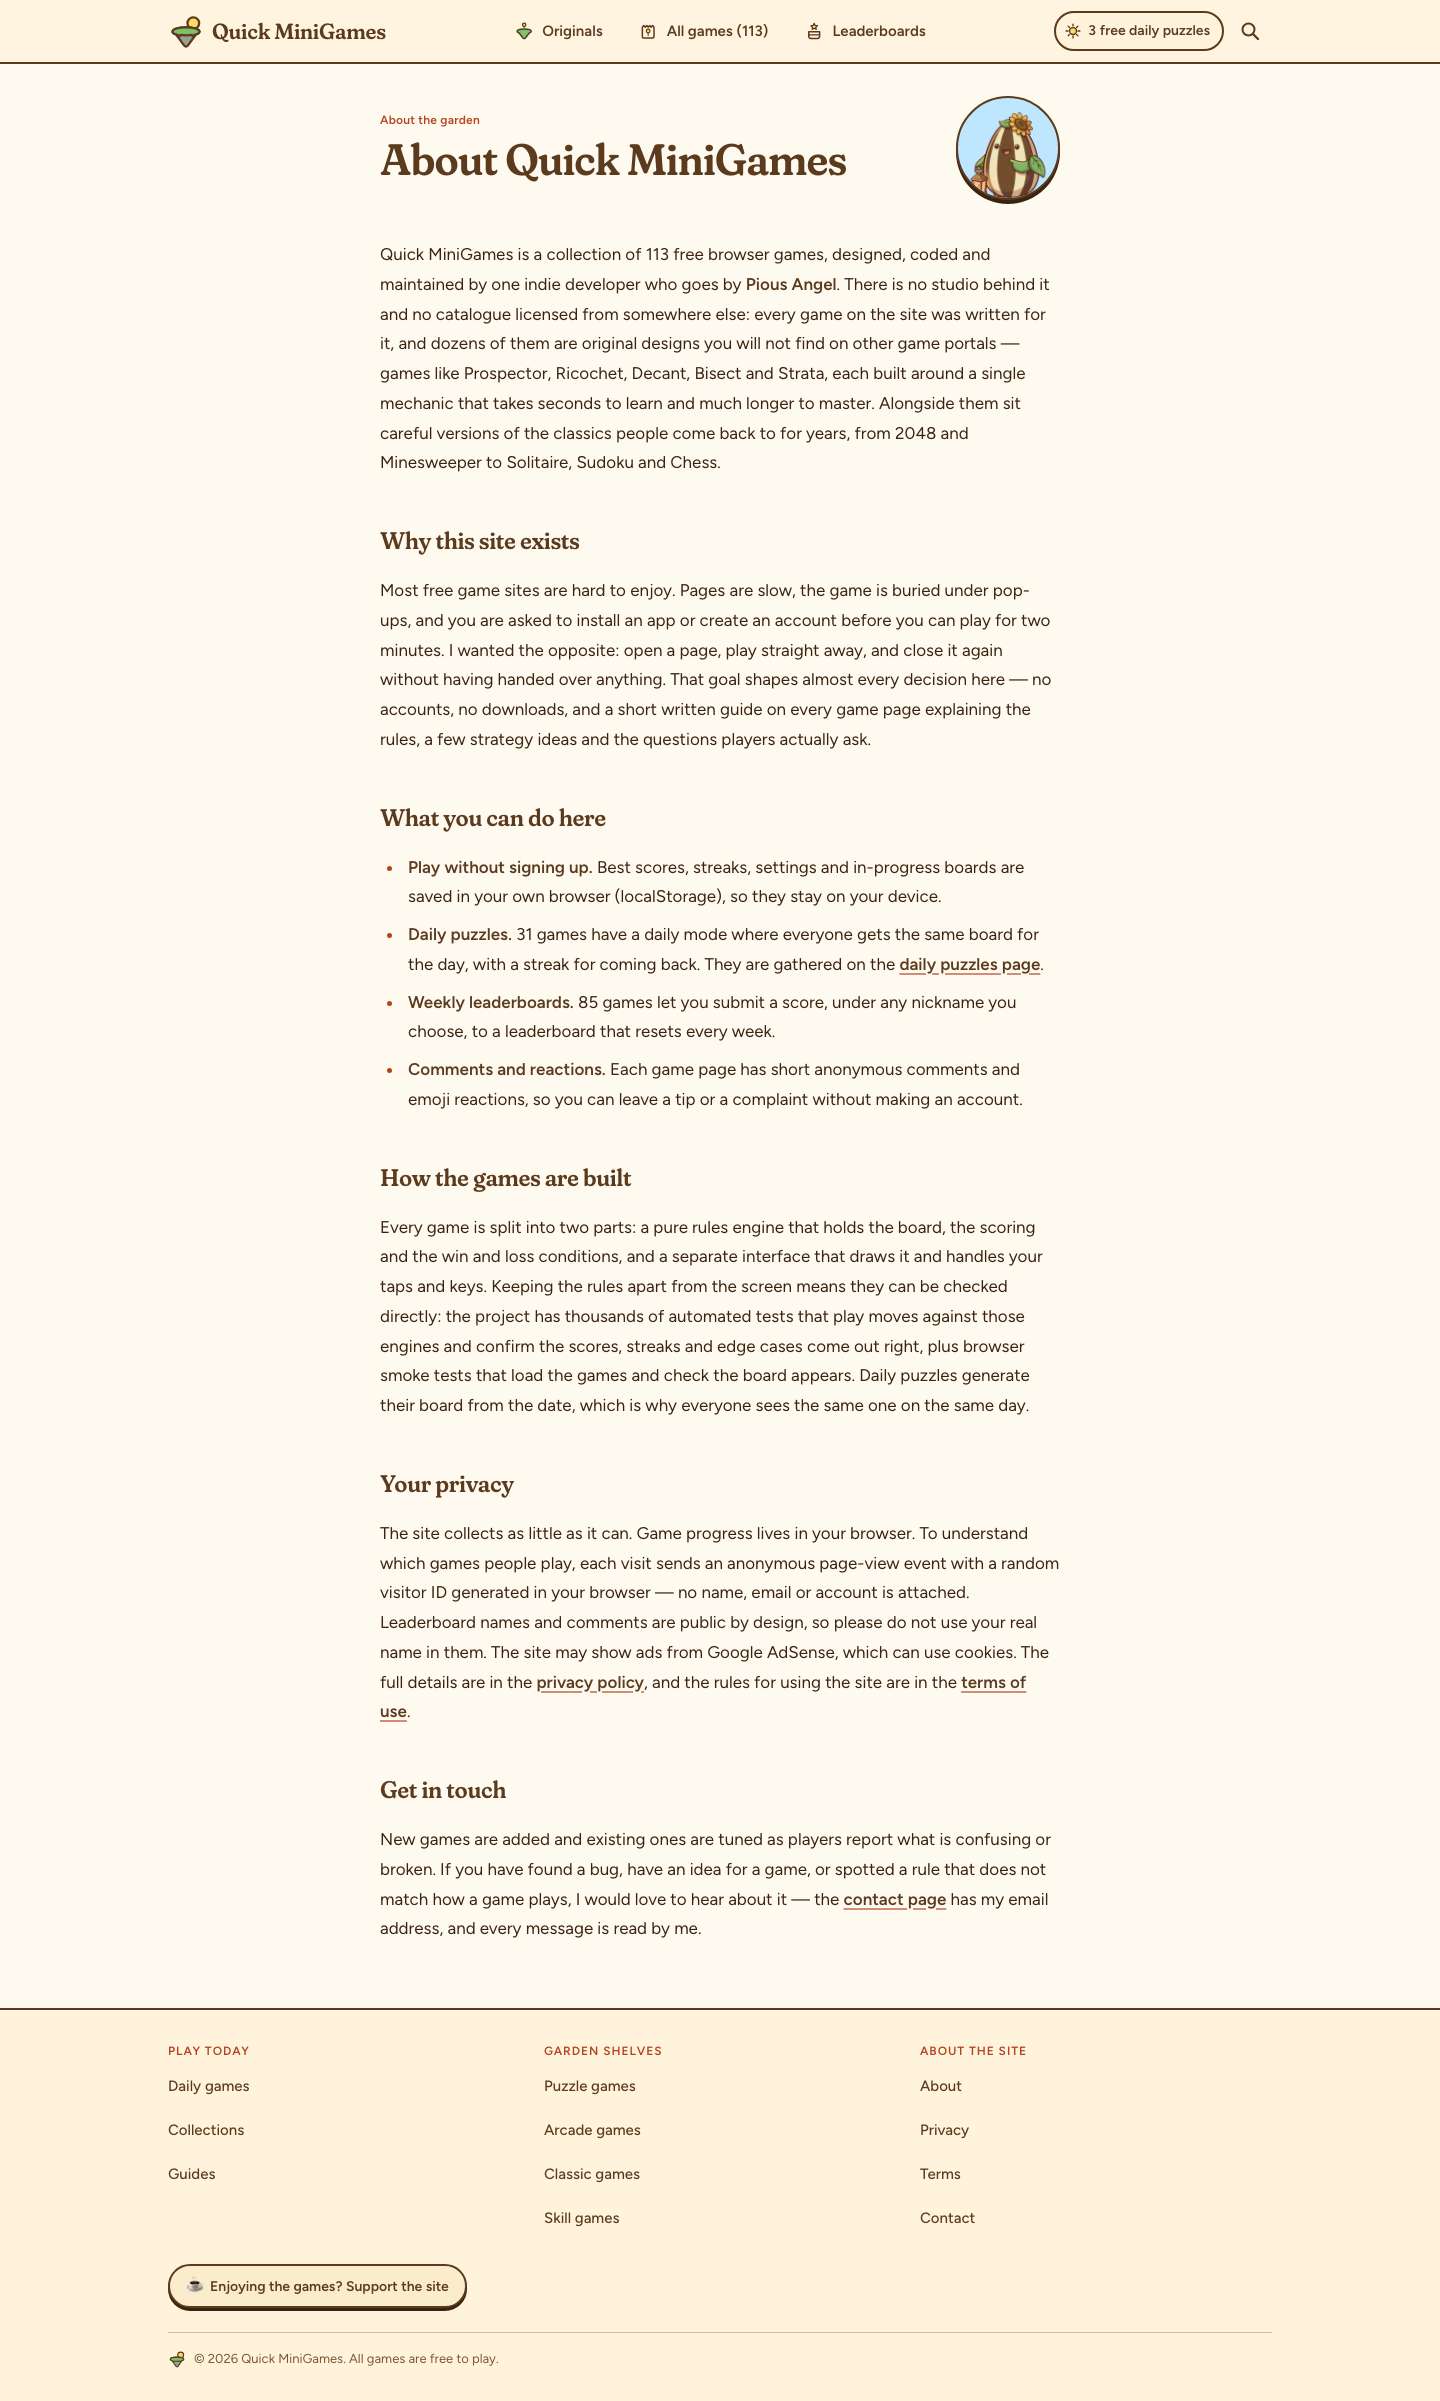 Quick MiniGames
Originals
All games (113)
Leaderboards
3 free daily puzzles
About the garden
About Quick MiniGames
Quick MiniGames is a collection of 113 free browser games, designed, coded and
maintained by one indie developer who goes by Pious Angel. There is no studio behind it
and no catalogue licensed from somewhere else: every game on the site was written for
it, and dozens of them are original designs you will not find on other game portals —
games like Prospector, Ricochet, Decant, Bisect and Strata, each built around a single
mechanic that takes seconds to learn and much longer to master. Alongside them sit
careful versions of the classics people come back to for years, from 2048 and
Minesweeper to Solitaire, Sudoku and Chess.
Why this site exists
Most free game sites are hard to enjoy. Pages are slow, the game is buried under pop-
ups, and you are asked to install an app or create an account before you can play for two
minutes. I wanted the opposite: open a page, play straight away, and close it again
without having handed over anything. That goal shapes almost every decision here — no
accounts, no downloads, and a short written guide on every game page explaining the
rules, a few strategy ideas and the questions players actually ask.
What you can do here
• Play without signing up. Best scores, streaks, settings and in-progress boards are
saved in your own browser (localStorage), so they stay on your device.
• Daily puzzles. 31 games have a daily mode where everyone gets the same board for
the day, with a streak for coming back. They are gathered on the daily puzzles page.
• Weekly leaderboards. 85 games let you submit a score, under any nickname you
choose, to a leaderboard that resets every week.
• Comments and reactions. Each game page has short anonymous comments and
emoji reactions, so you can leave a tip or a complaint without making an account.
How the games are built
Every game is split into two parts: a pure rules engine that holds the board, the scoring
and the win and loss conditions, and a separate interface that draws it and handles your
taps and keys. Keeping the rules apart from the screen means they can be checked
directly: the project has thousands of automated tests that play moves against those
engines and confirm the scores, streaks and edge cases come out right, plus browser
smoke tests that load the games and check the board appears. Daily puzzles generate
their board from the date, which is why everyone sees the same one on the same day.
Your privacy
The site collects as little as it can. Game progress lives in your browser. To understand
which games people play, each visit sends an anonymous page-view event with a random
visitor ID generated in your browser — no name, email or account is attached.
Leaderboard names and comments are public by design, so please do not use your real
name in them. The site may show ads from Google AdSense, which can use cookies. The
full details are in the privacy policy, and the rules for using the site are in the terms of
use.
Get in touch
New games are added and existing ones are tuned as players report what is confusing or
broken. If you have found a bug, have an idea for a game, or spotted a rule that does not
match how a game plays, I would love to hear about it — the contact page has my email
address, and every message is read by me.
PLAY TODAY
Daily games
Collections
Guides
GARDEN SHELVES
Puzzle games
Arcade games
Classic games
Skill games
ABOUT THE SITE
About
Privacy
Terms
Contact
Enjoying the games? Support the site
© 2026 Quick MiniGames. All games are free to play.